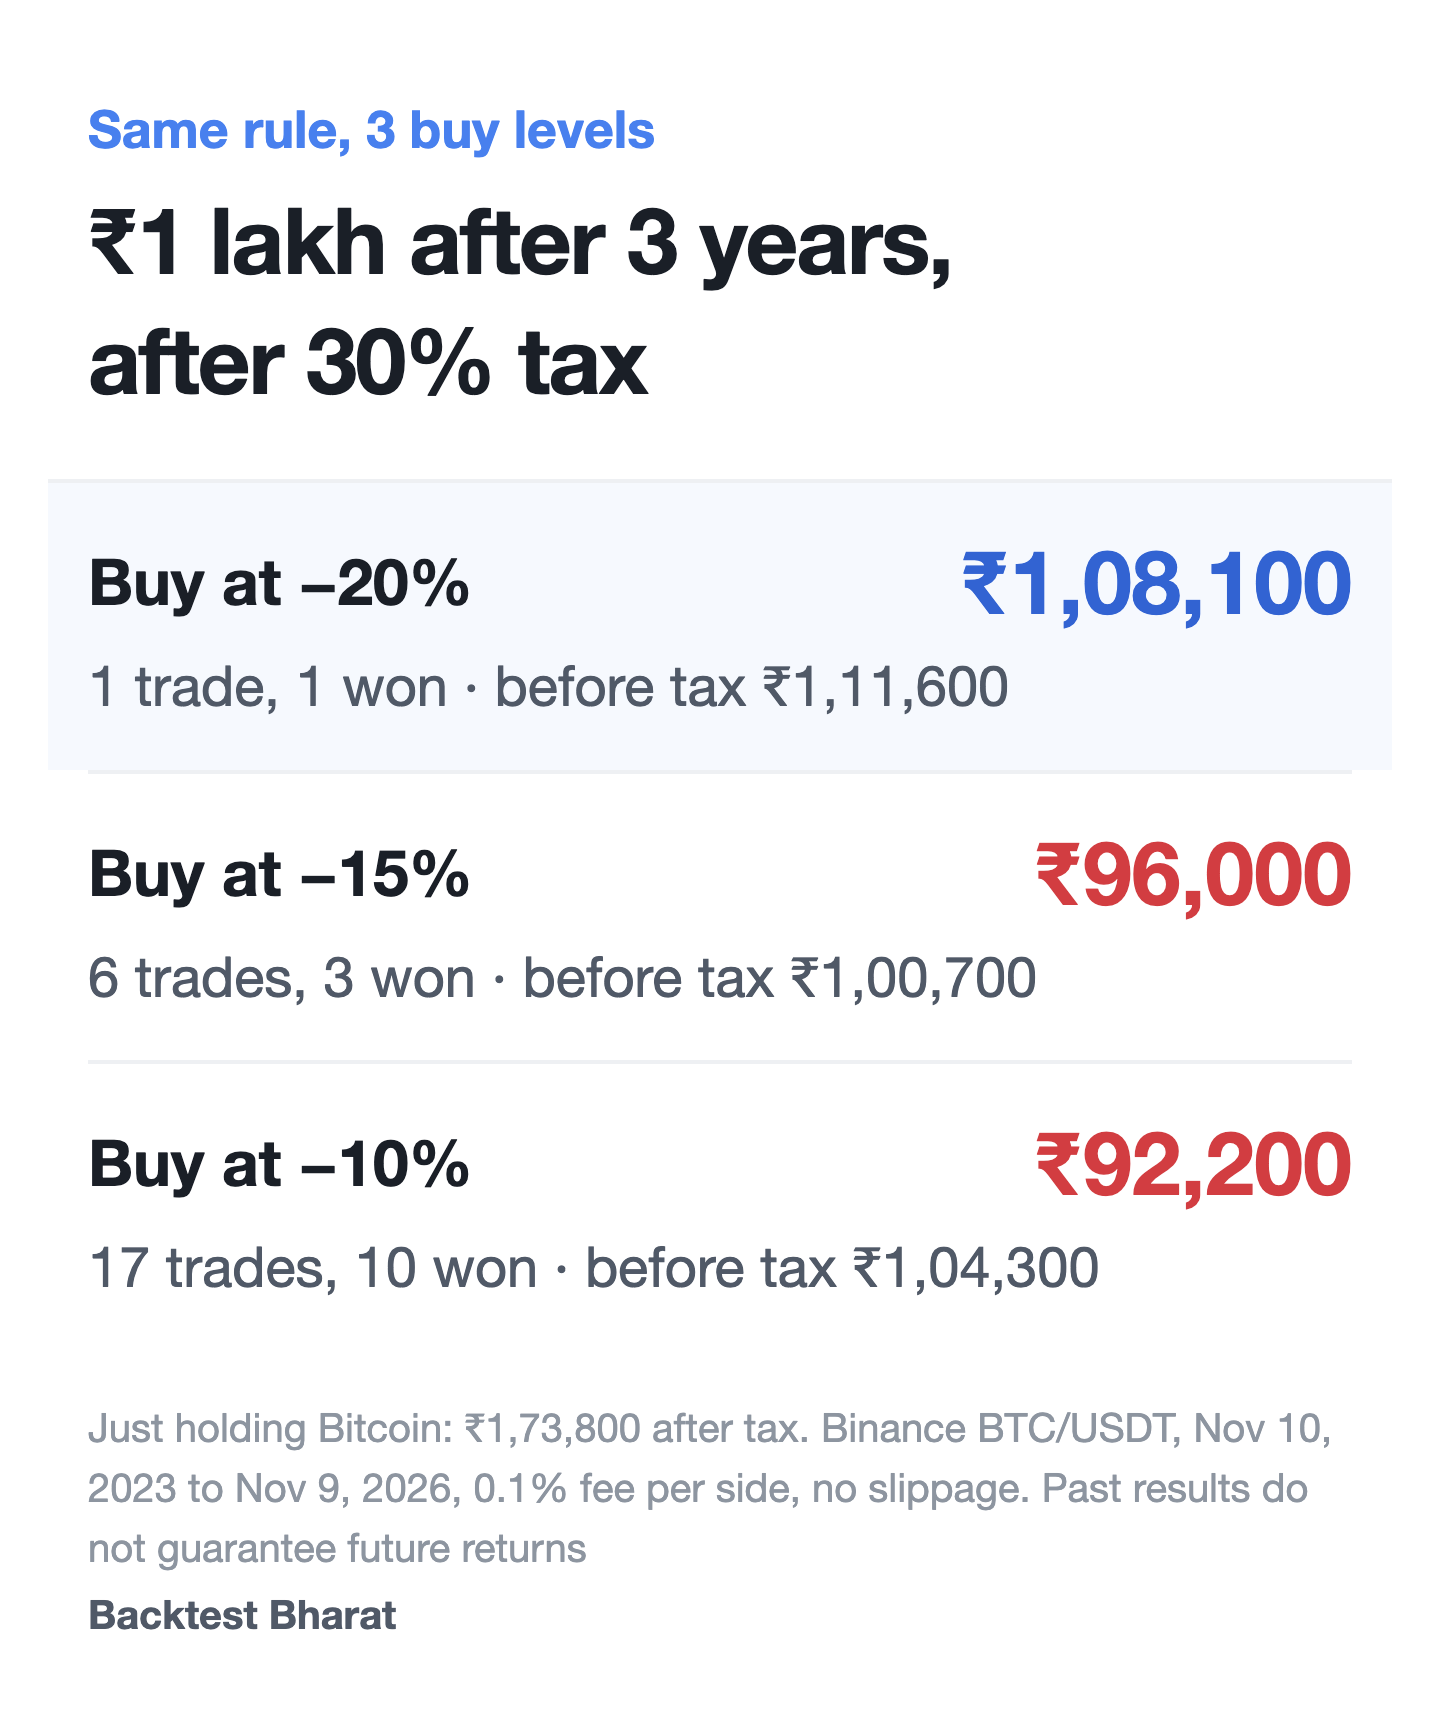 Same rule, 3 buy levels
₹1 lakh after 3 years,
after 30% tax
Buy at −20%
₹1,08,100
1 trade, 1 won · before tax ₹1,11,600
Buy at −15%
₹96,000
6 trades, 3 won · before tax ₹1,00,700
Buy at −10%
₹92,200
17 trades, 10 won · before tax ₹1,04,300
Just holding Bitcoin: ₹1,73,800 after tax. Binance BTC/USDT, Nov 10,
2023 to Nov 9, 2026, 0.1% fee per side, no slippage. Past results do
not guarantee future returns
Backtest Bharat